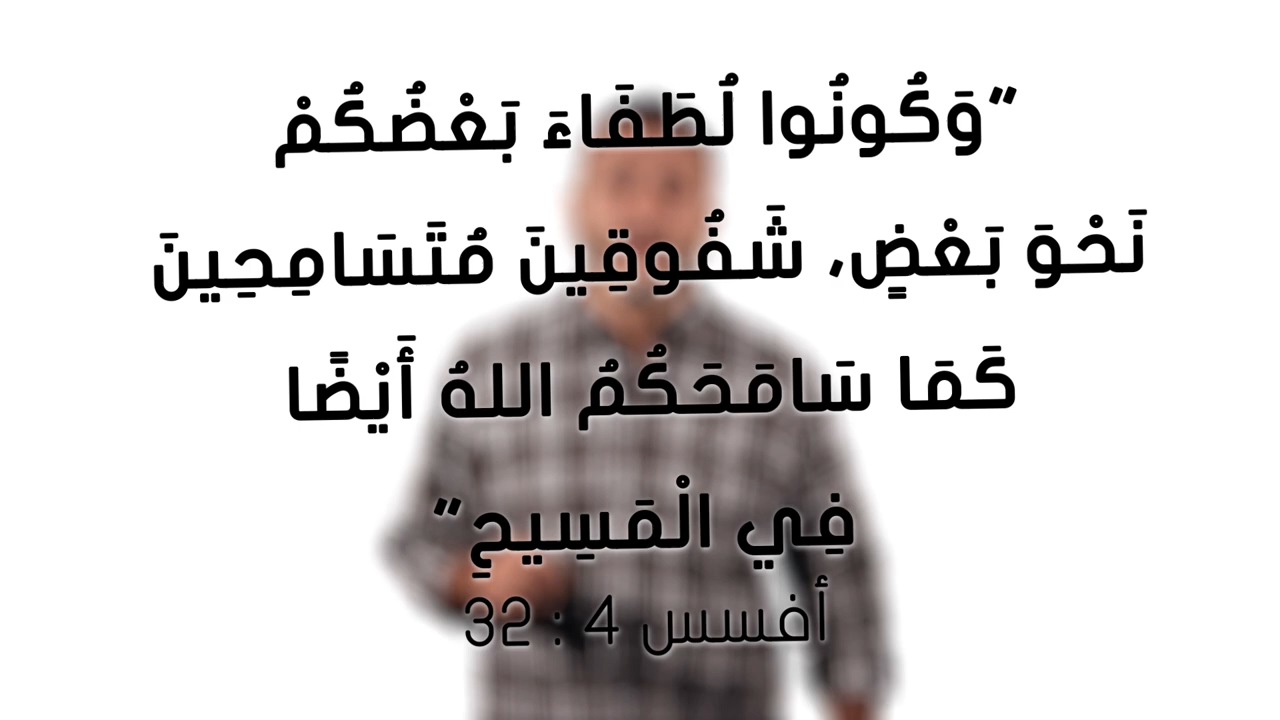 ”وَكُونُوا لُطَفَاءَ بَعْضُكُمْ
نَحْوَ بَعْضٍ، شَفُوقِينَ مُتَسَامِحِينَ
كَمَا سَامَحَكُمُ اللهُ أَيْضًا
فِي الْمَسِيحِ”
أفسس 4 : 32